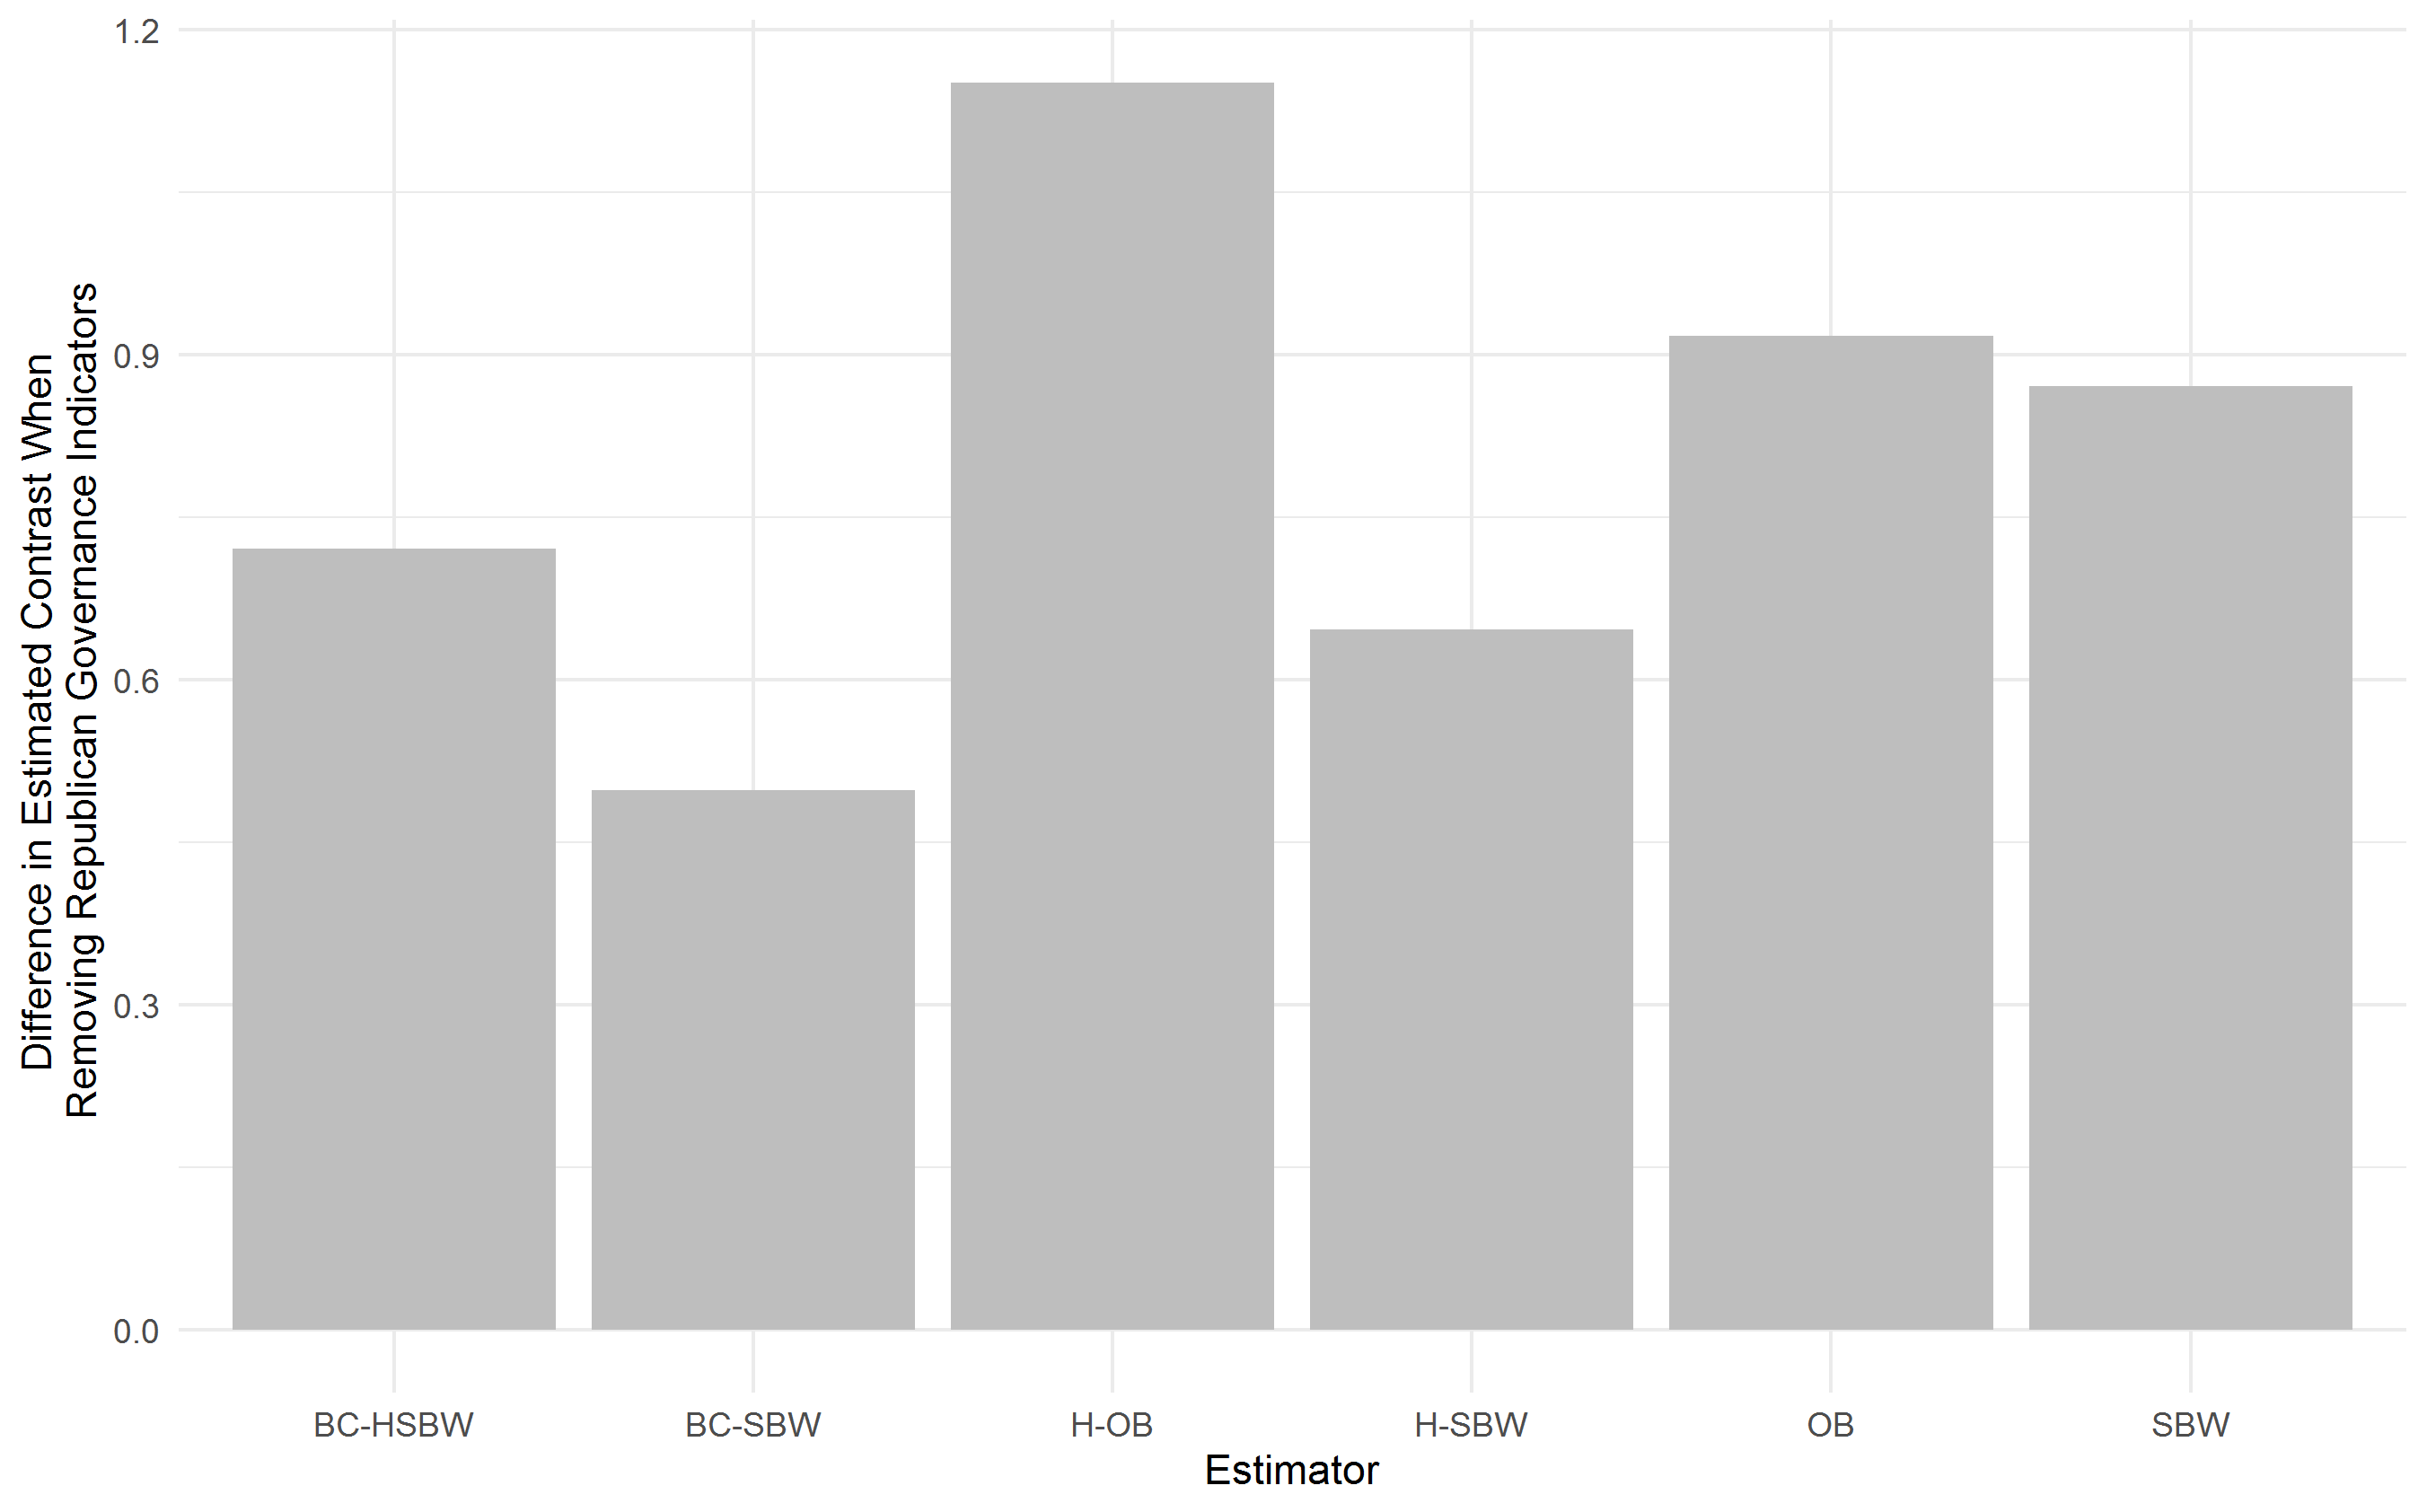 Difference in Estimated Contrast When
Removing Republican Governance Indicators
1.2
0.9
0.6
0.3
0.0
BC-HSBW
BC-SBW
H-OB
H-SBW
OB
SBW
Estimator